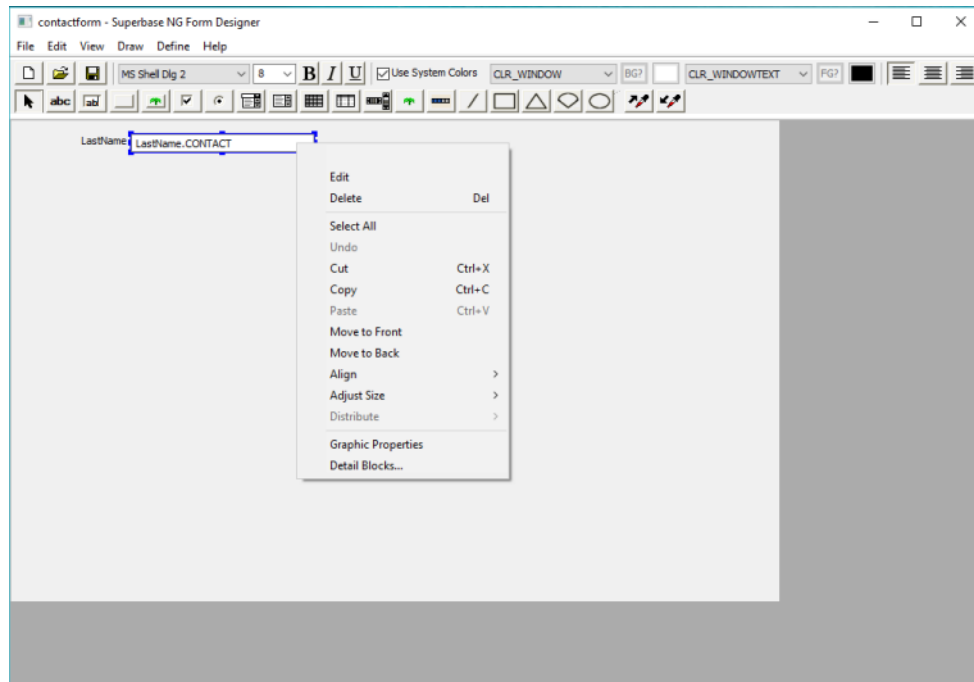 contactform - Superbase NG Form Designer
File Edit View Draw Define Help
MS Shell Dlg 2 8 B I U Use System Colors CLR_WINDOW BG? CLR_WINDOWTEXT FG?
abc ab
LastName LastName.CONTACT
Edit
Delete Del
Select All
Undo
Cut Ctrl+X
Copy Ctrl+C
Paste Ctrl+V
Move to Front
Move to Back
Align
Adjust Size
Distribute
Graphic Properties
Detail Blocks...